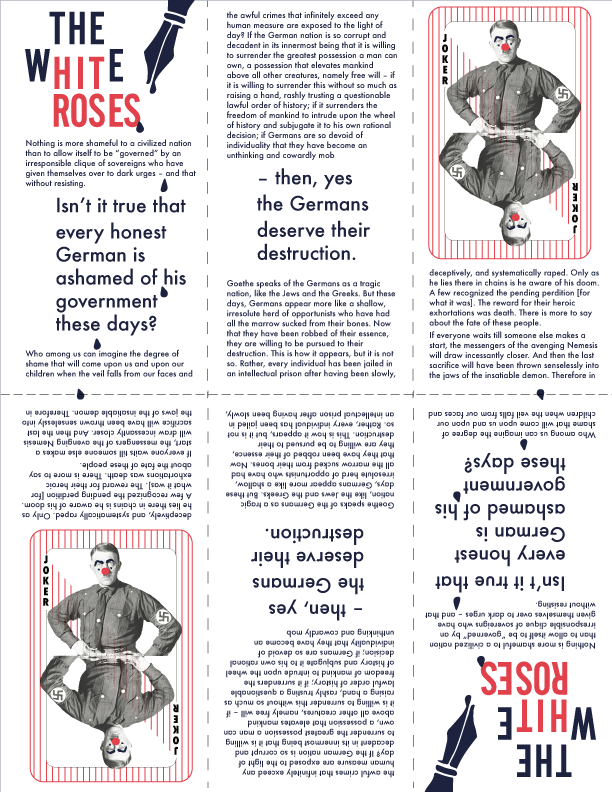 THE
WHITE
ROSES
Nothing is more shameful to a civilized nation
than to allow itself to be “governed” by an
irresponsible clique of sovereigns who have
given themselves over to dark urges – and that
without resisting.
Isn’t it true that
every honest
German is
ashamed of his
government
these days?
Who among us can imagine the degree of
shame that will come upon us and upon our
children when the veil falls from our faces and
the awful crimes that infinitely exceed any
human measure are exposed to the light of
day? If the German nation is so corrupt and
decadent in its innermost being that it is willing
to surrender the greatest possession a man can
own, a possession that elevates mankind
above all other creatures, namely free will – if
it is willing to surrender this without so much as
raising a hand, rashly trusting a questionable
lawful order of history; if it surrenders the
freedom of mankind to intrude upon the wheel
of history and subjugate it to his own rational
decision; if Germans are so devoid of
individuality that they have become an
unthinking and cowardly mob
– then, yes
the Germans
deserve their
destruction.
Goethe speaks of the Germans as a tragic
nation, like the Jews and the Greeks. But these
days, Germans appear more like a shallow,
irresolute herd of opportunists who have had
all the marrow sucked from their bones. Now
that they have been robbed of their essence,
they are willing to be pursued to their
destruction. This is how it appears, but it is not
so. Rather, every individual has been jailed in
an intellectual prison after having been slowly,
JOKER
JOKER
deceptively, and systematically raped. Only as
he lies there in chains is he aware of his doom.
A few recognized the pending perdition [for
what it was]. The reward for their heroic
exhortations was death. There is more to say
about the fate of these people.
If everyone waits till someone else makes a
start, the messengers of the avenging Nemesis
will draw incessantly closer. And then the last
sacrifice will have been thrown senselessly into
the jaws of the insatiable demon. Therefore in
THE
WHITE
ROSES
Nothing is more shameful to a civilized nation
than to allow itself to be “governed” by an
irresponsible clique of sovereigns who have
given themselves over to dark urges – and that
without resisting.
Isn’t it true that
every honest
German is
ashamed of his
government
these days?
Who among us can imagine the degree of
shame that will come upon us and upon our
children when the veil falls from our faces and
the awful crimes that infinitely exceed any
human measure are exposed to the light of
day? If the German nation is so corrupt and
decadent in its innermost being that it is willing
to surrender the greatest possession a man can
own, a possession that elevates mankind
above all other creatures, namely free will – if
it is willing to surrender this without so much as
raising a hand, rashly trusting a questionable
lawful order of history; if it surrenders the
freedom of mankind to intrude upon the wheel
of history and subjugate it to his own rational
decision; if Germans are so devoid of
individuality that they have become an
unthinking and cowardly mob
– then, yes
the Germans
deserve their
destruction.
Goethe speaks of the Germans as a tragic
nation, like the Jews and the Greeks. But these
days, Germans appear more like a shallow,
irresolute herd of opportunists who have had
all the marrow sucked from their bones. Now
that they have been robbed of their essence,
they are willing to be pursued to their
destruction. This is how it appears, but it is not
so. Rather, every individual has been jailed in
an intellectual prison after having been slowly,
JOKER
JOKER
deceptively, and systematically raped. Only as
he lies there in chains is he aware of his doom.
A few recognized the pending perdition [for
what it was]. The reward for their heroic
exhortations was death. There is more to say
about the fate of these people.
If everyone waits till someone else makes a
start, the messengers of the avenging Nemesis
will draw incessantly closer. And then the last
sacrifice will have been thrown senselessly into
the jaws of the insatiable demon. Therefore in